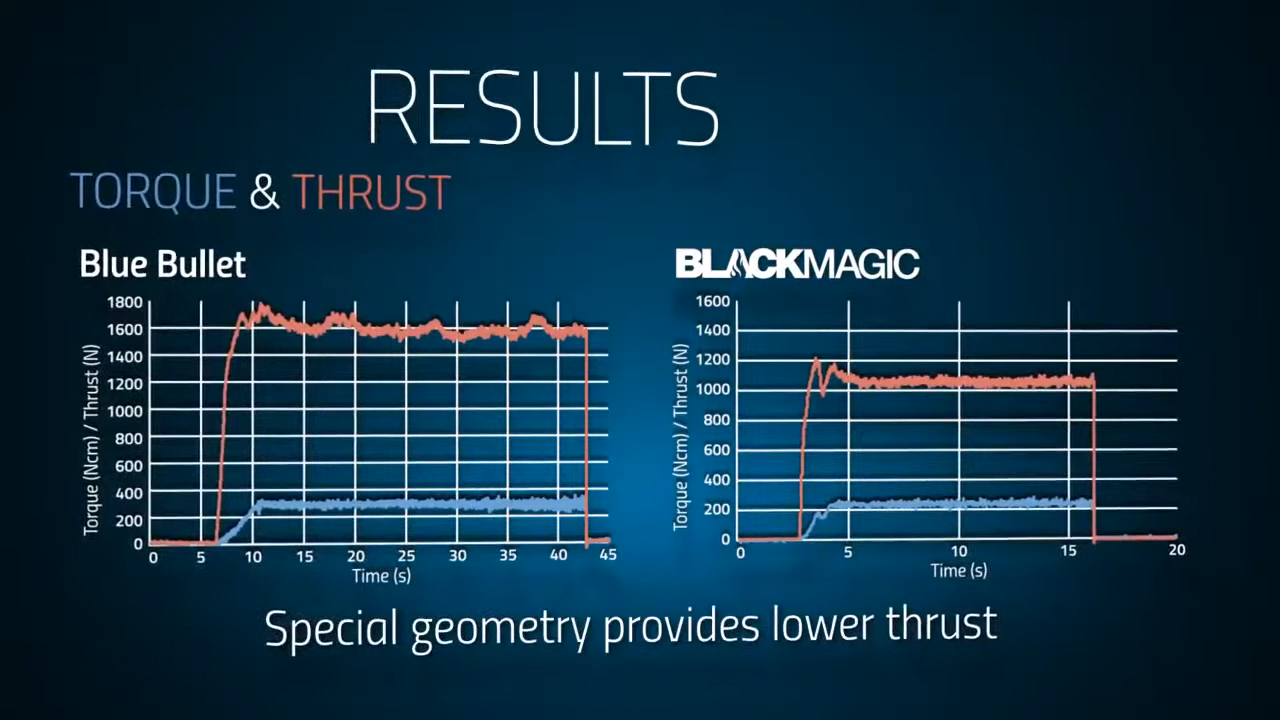 RESULTS
TORQUE & THRUST
Blue Bullet
1800
1600
1400
1200
1000
800
600
400
200
0
Torque (Ncm) / Thrust (N)
0 5 10 15 20 25 30 35 40 45
Time (s)
BLACKMAGIC
1600
1400
1200
1000
800
600
400
200
0
Torque (Ncm) / Thrust (N)
0 5 10 15 20
Time (s)
Special geometry provides lower thrust